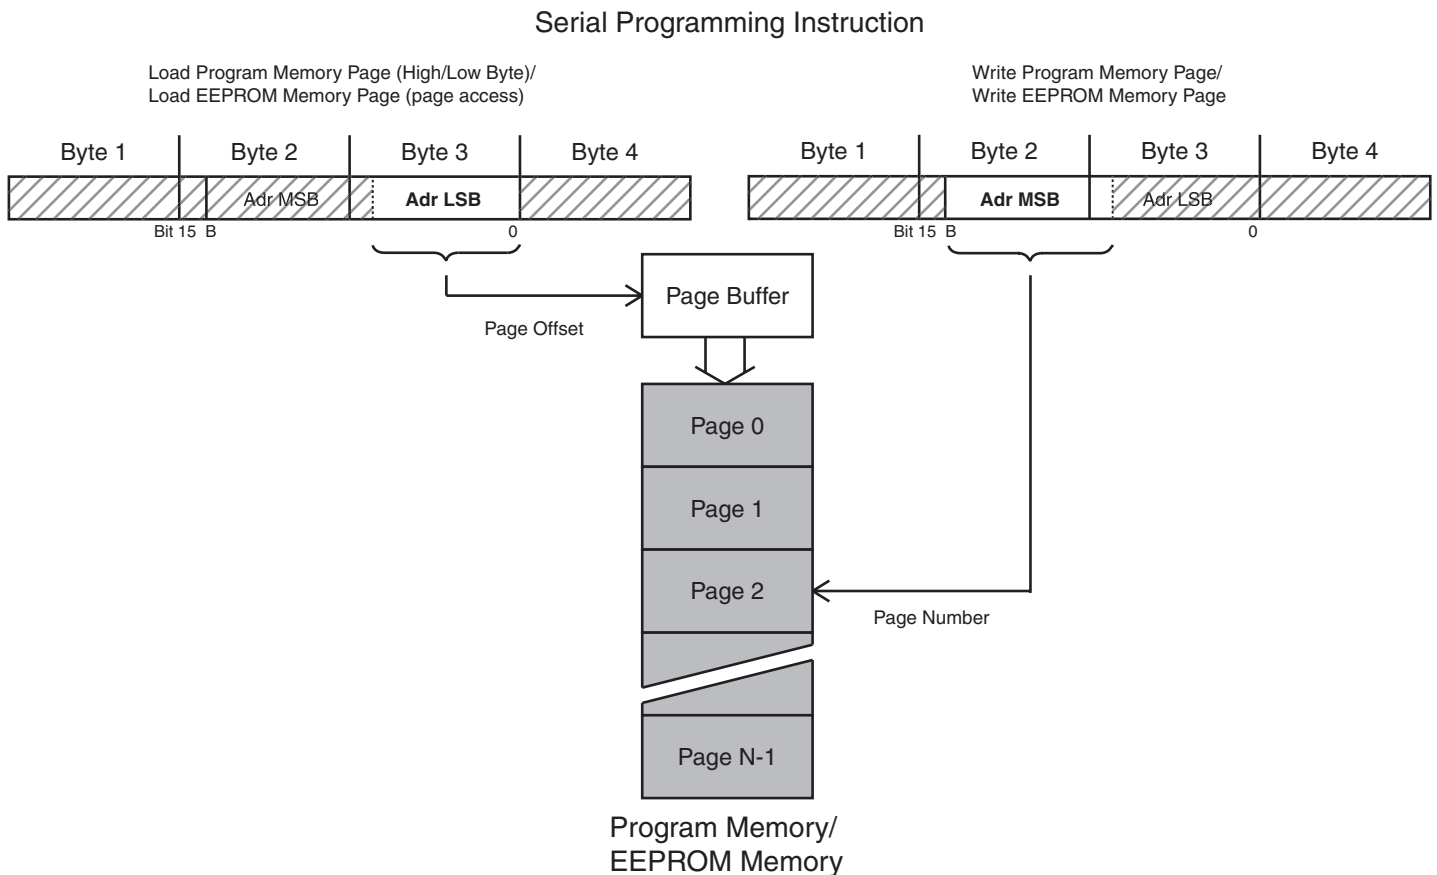 Serial Programming Instruction
Load Program Memory Page (High/Low Byte)/
Load EEPROM Memory Page (page access)
Write Program Memory Page/
Write EEPROM Memory Page
Byte 1 Byte 2 Byte 3 Byte 4
Adr MSB Adr LSB
Bit 15 B 0
Byte 1 Byte 2 Byte 3 Byte 4
Adr MSB Adr LSB
Bit 15 B 0
Page Buffer
Page Offset
Page 0
Page 1
Page 2
Page Number
Page N-1
Program Memory/
EEPROM Memory